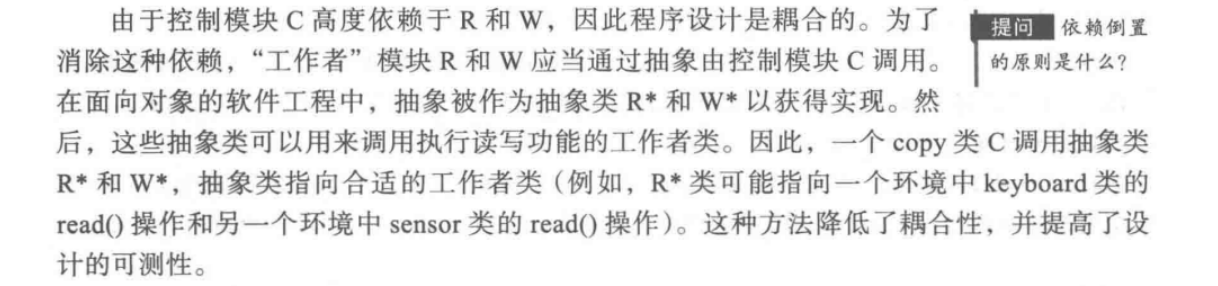 由于控制模块 C 高度依赖于 R 和 W，因此程序设计是耦合的。为了
消除这种依赖，“工作者” 模块 R 和 W 应当通过抽象由控制模块 C 调用。
在面向对象的软件工程中，抽象被作为抽象类 R* 和 W* 以获得实现。然
后，这些抽象类可以用来调用执行读写功能的工作者类。因此，一个 copy 类 C 调用抽象类
R* 和 W*，抽象类指向合适的工作者类（例如，R* 类可能指向一个环境中 keyboard 类的
read() 操作和另一个环境中 sensor 类的 read() 操作）。这种方法降低了耦合性，并提高了设
计的可测性。
提问 依赖倒置
的原则是什么？